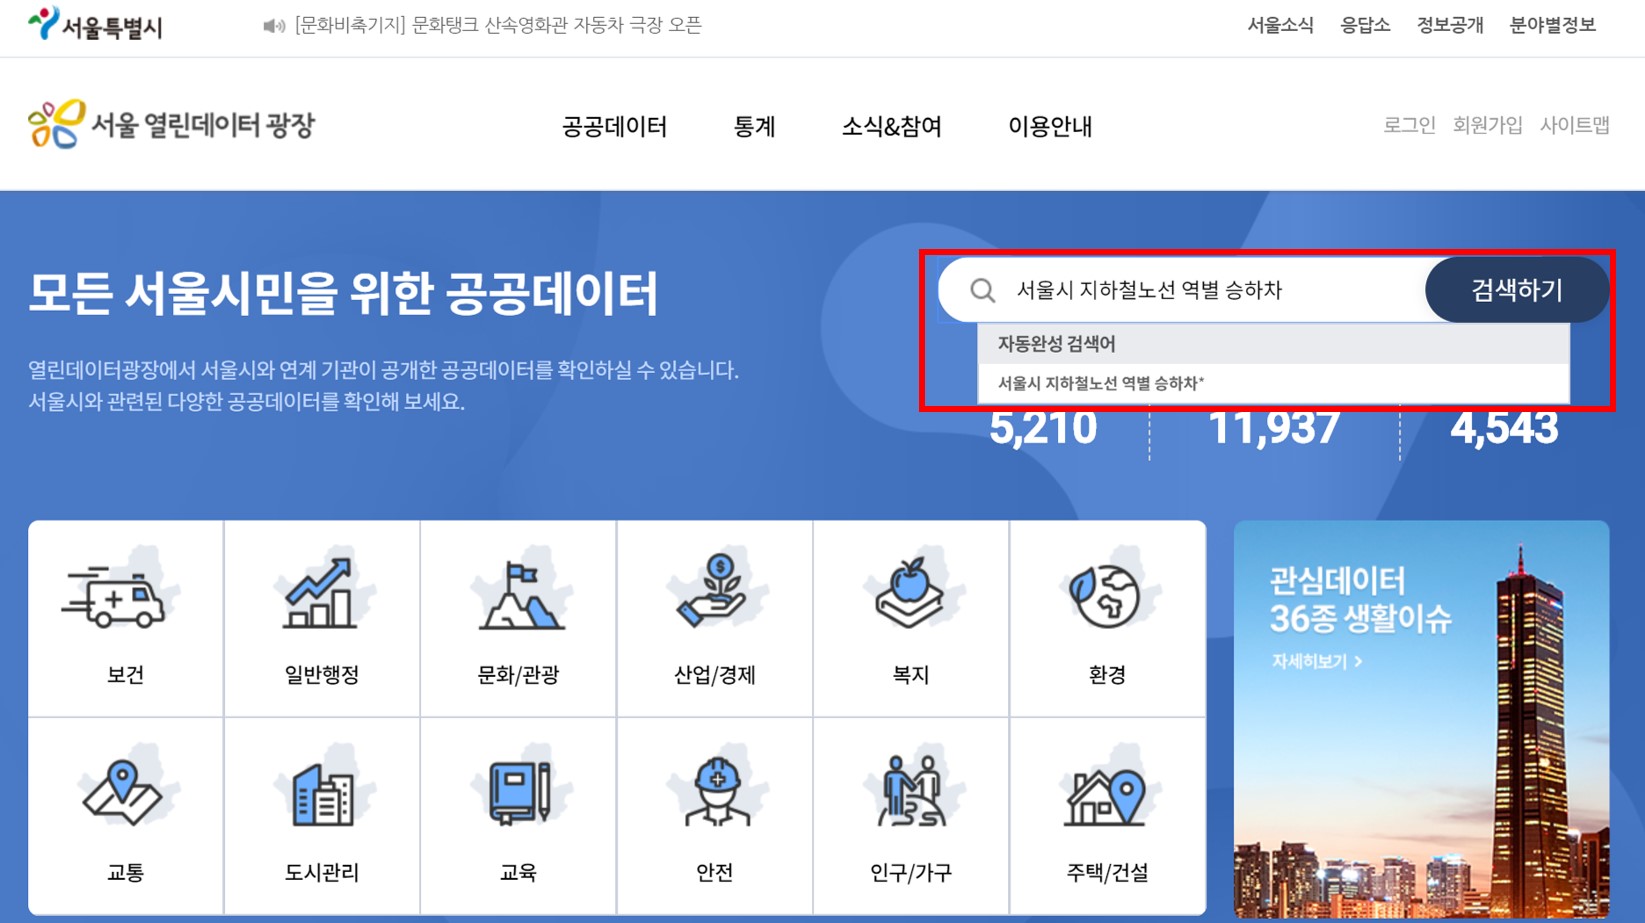 서울특별시
[문화비축기지] 문화탱크 산속영화관 자동차 극장 오픈
서울소식 응답소 정보공개 분야별정보
서울 열린데이터 광장
공공데이터 통계 소식&참여 이용안내
로그인 회원가입 사이트맵
모든 서울시민을 위한 공공데이터
열린데이터광장에서 서울시와 연계 기관이 공개한 공공데이터를 확인하실 수 있습니다.
서울시와 관련된 다양한 공공데이터를 확인해 보세요.
서울시 지하철노선 역별 승하차
검색하기
자동완성 검색어
서울시 지하철노선 역별 승하차*
5,210 11,937 4,543
보건 일반행정 문화/관광 산업/경제 복지 환경
교통 도시관리 교육 안전 인구/가구 주택/건설
관심데이터
36종 생활이슈
자세히보기 >